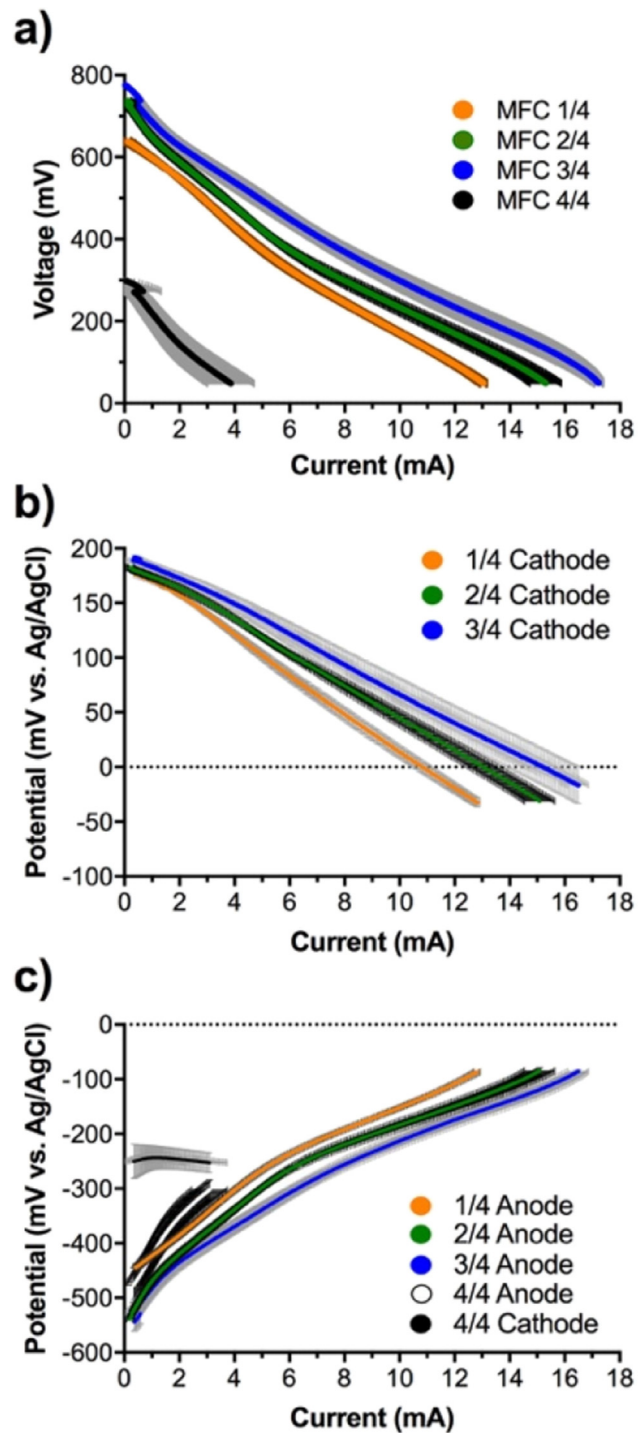 a)
800
600
400
200
0
Voltage (mV)
MFC 1/4
MFC 2/4
MFC 3/4
MFC 4/4
0 2 4 6 8 10 12 14 16 18
Current (mA)
b)
200
150
100
50
0
-50
-100
Potential (mV vs. Ag/AgCl)
1/4 Cathode
2/4 Cathode
3/4 Cathode
0 2 4 6 8 10 12 14 16 18
Current (mA)
c)
0
-100
-200
-300
-400
-500
-600
Potential (mV vs. Ag/AgCl)
1/4 Anode
2/4 Anode
3/4 Anode
4/4 Anode
4/4 Cathode
0 2 4 6 8 10 12 14 16 18
Current (mA)